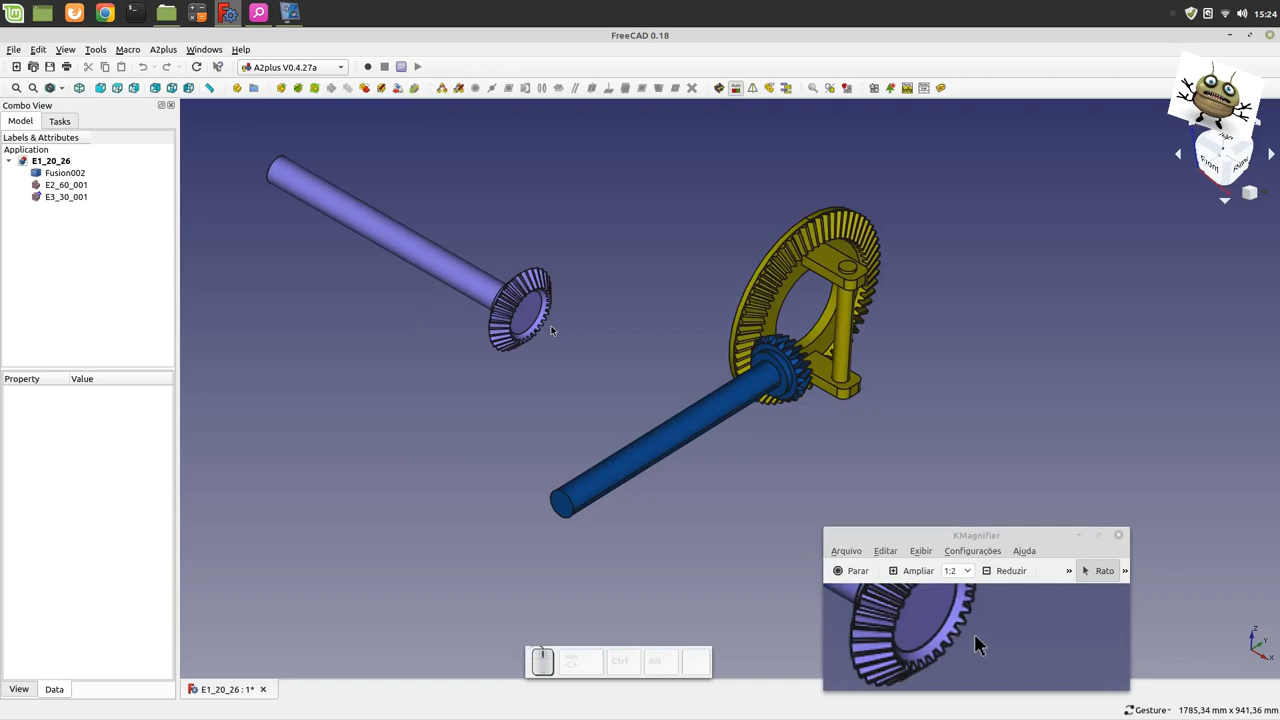 15:24
FreeCAD 0.18
File Edit View Tools Macro A2plus Windows Help
A2plus V0.4.27a
Combo View
Model Tasks
Labels & Attributes
Application
E1_20_26
Fusion002
E2_60_001
E3_30_001
Property Value
Front
KMagnifier
Arquivo Editar Exibir Configurações Ajuda
Parar Ampliar 1:2 Reduzir » Rato »
Ctrl Alt
Z
Y
X
View Data
E1_20_26 : 1*
Gesture 1785,34 mm x 941,36 mm